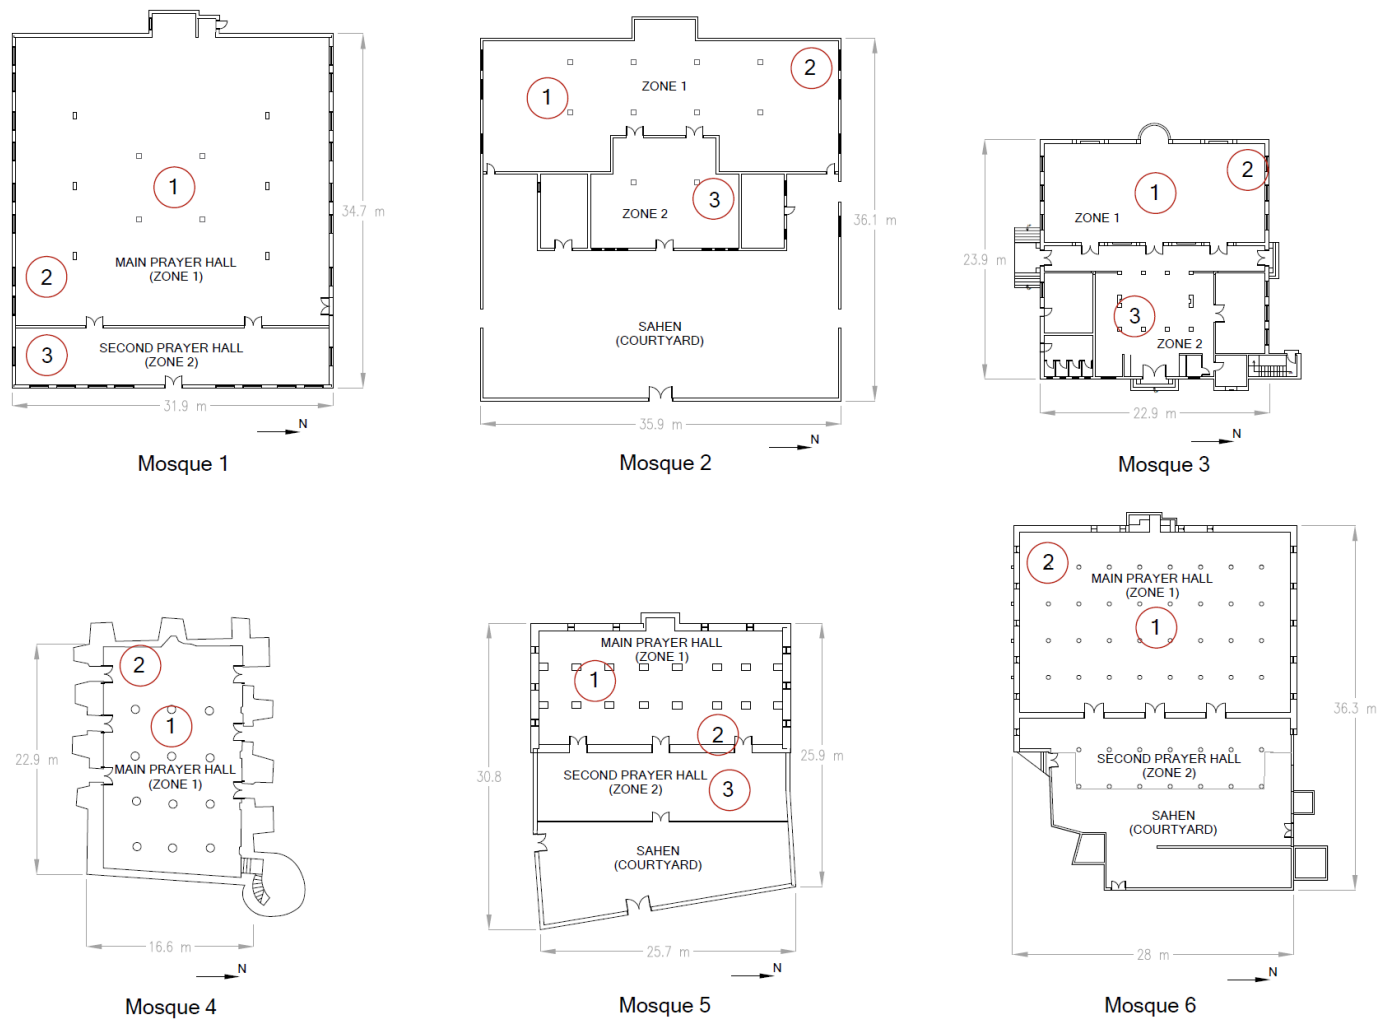 1
34.7 m
MAIN PRAYER HALL
(ZONE 1)
2
SECOND PRAYER HALL
(ZONE 2)
3
31.9 m
N
Mosque 1
2
ZONE 1
1
3
ZONE 2
36.1 m
SAHEN
(COURTYARD)
35.9 m
N
Mosque 2
2
1
ZONE 1
23.9 m
3
ZONE 2
22.9 m
N
Mosque 3
2
1
22.9 m
MAIN PRAYER HALL
(ZONE 1)
16.6 m
N
Mosque 4
MAIN PRAYER HALL
(ZONE 1)
1
2
25.9 m
30.8
SECOND PRAYER HALL
(ZONE 2)
3
SAHEN
(COURTYARD)
25.7 m
N
Mosque 5
2
MAIN PRAYER HALL
(ZONE 1)
1
36.3 m
SECOND PRAYER HALL
(ZONE 2)
SAHEN
(COURTYARD)
28 m
N
Mosque 6